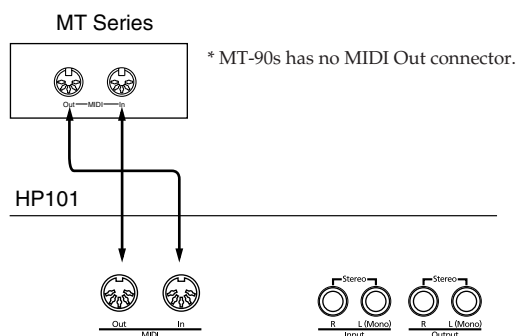 MT Series
* MT-90s has no MIDI Out connector.
Out MIDI In
HP101
Stereo Stereo
Out In R L (Mono) R L (Mono)
MIDI Input Output